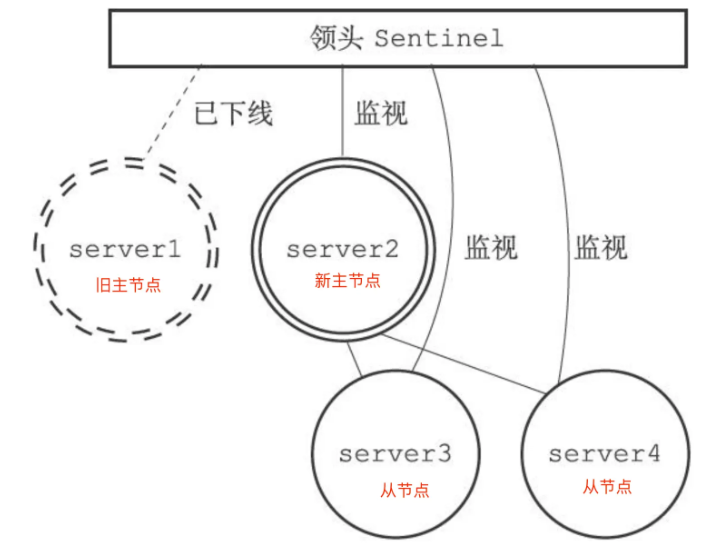 领头 Sentinel
已下线
监视
server1
旧主节点
server2
新主节点
监视
监视
server3
从节点
server4
从节点